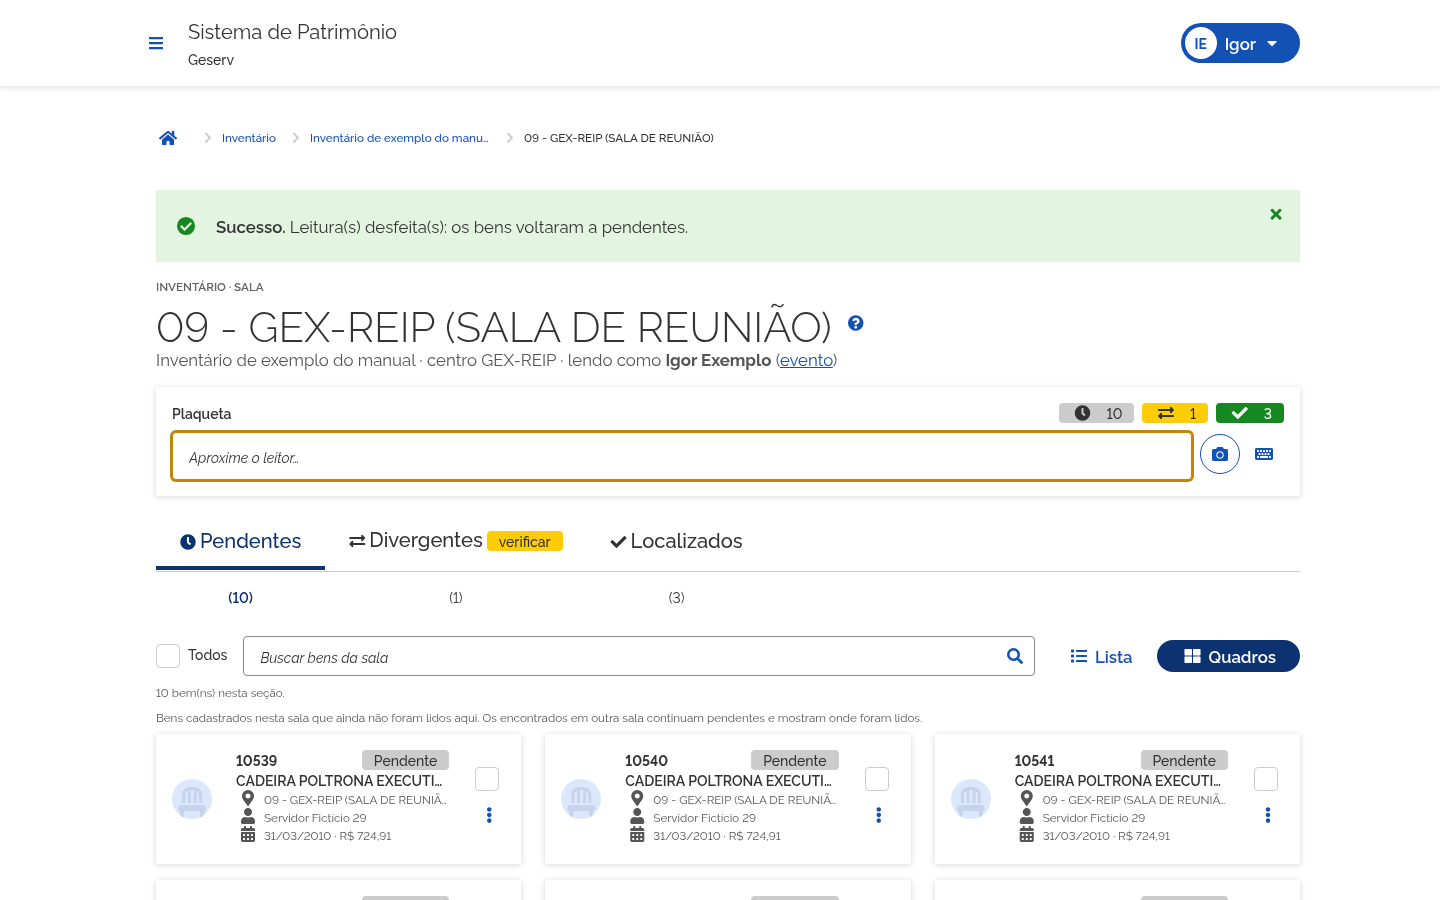 Sistema de Patrimônio
Geserv
IE Igor
Inventário
Inventário de exemplo do manu...
09 - GEX-REIP (SALA DE REUNIÃO)
Sucesso. Leitura(s) desfeita(s): os bens voltaram a pendentes.
INVENTÁRIO · SALA
09 - GEX-REIP (SALA DE REUNIÃO)
Inventário de exemplo do manual · centro GEX-REIP · lendo como Igor Exemplo (evento)
Plaqueta
10
1
3
Aproxime o leitor...
Pendentes
Divergentes verificar
Localizados
(10)
(1)
(3)
Todos
Buscar bens da sala
Lista
Quadros
10 bem(ns) nesta seção.
Bens cadastrados nesta sala que ainda não foram lidos aqui. Os encontrados em outra sala continuam pendentes e mostram onde foram lidos.
10539 Pendente
CADEIRA POLTRONA EXECUTI...
09 - GEX-REIP (SALA DE REUNIÃ...
Servidor Fictício 29
31/03/2010 · R$ 724,91
10540 Pendente
CADEIRA POLTRONA EXECUTI...
09 - GEX-REIP (SALA DE REUNIÃ...
Servidor Fictício 29
31/03/2010 · R$ 724,91
10541 Pendente
CADEIRA POLTRONA EXECUTI...
09 - GEX-REIP (SALA DE REUNIÃ...
Servidor Fictício 29
31/03/2010 · R$ 724,91